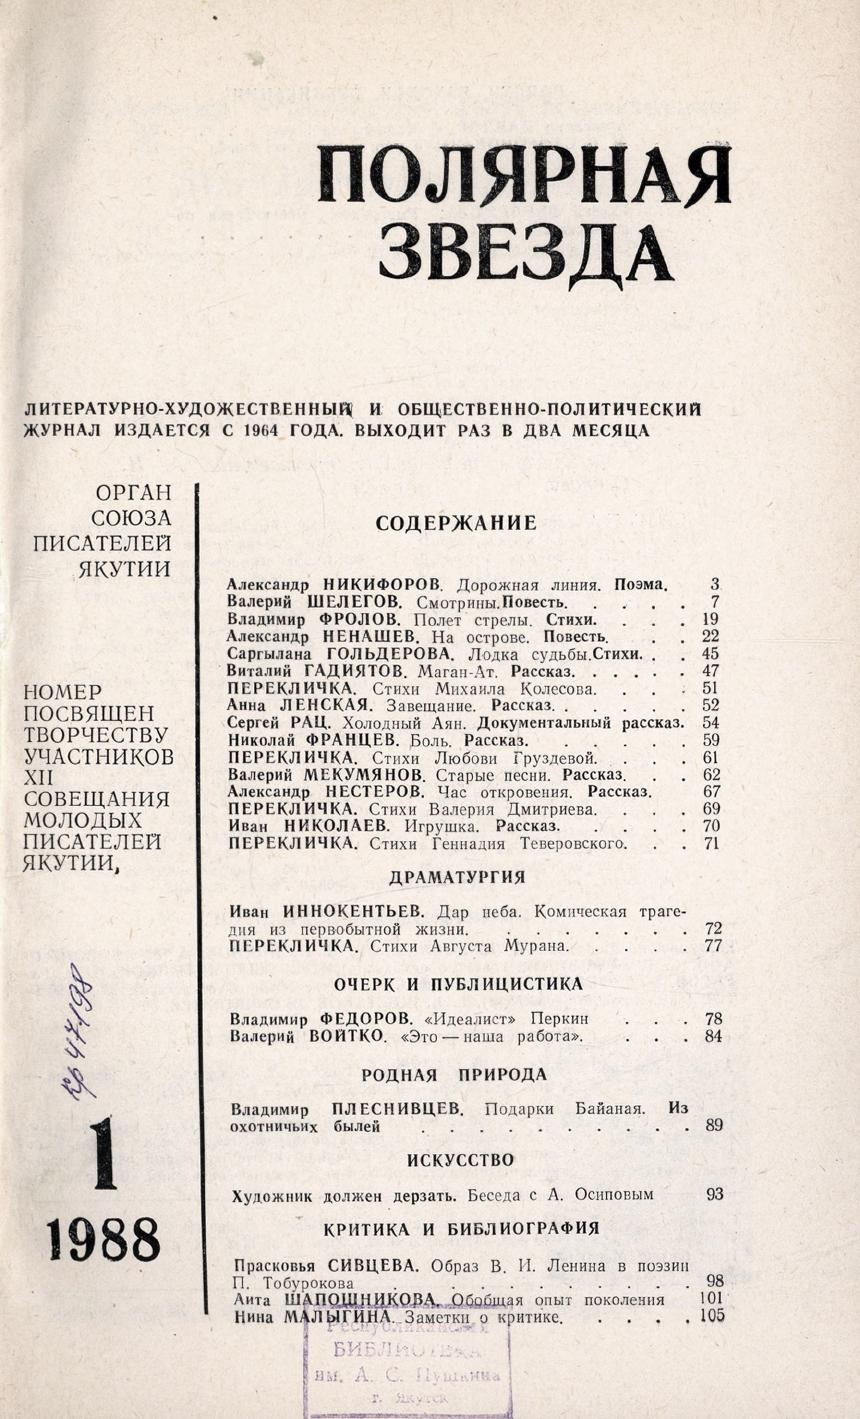 ПОЛЯРНАЯ
ЗВЕЗДА
ЛИТЕРАТУРНО-ХУДОЖЕСТВЕННЫЙ И ОБЩЕСТВЕННО-ПОЛИТИЧЕСКИЙ
ЖУРНАЛ ИЗДАЕТСЯ С 1964 ГОДА. ВЫХОДИТ РАЗ В ДВА МЕСЯЦА
ОРГАН
СОЮЗА
ПИСАТЕЛЕЙ
ЯКУТИИ
НОМЕР
ПОСВЯЩЕН
ТВОРЧЕСТВУ
УЧАСТНИКОВ
XII
СОВЕЩАНИЯ
МОЛОДЫХ
ПИСАТЕЛЕЙ
ЯКУТИИ,
1
1988
СОДЕРЖАНИЕ
Александр НИКИФОРОВ. Дорожная линия. Поэма. 3
Валерий ШЕЛЕГОВ. Смотрины.Повесть. . . . . 7
Владимир ФРОЛОВ. Полет стрелы. Стихи. . . . 19
Александр НЕНАШЕВ. На острове. Повесть. . . 22
Саргылана ГОЛЬДЕРОВА. Лодка судьбы.Стихи. . . 45
Виталий ГАДИЯТОВ. Маган-Ат. Рассказ. . . . . . 47
ПЕРЕКЛИЧКА. Стихи Михаила Колесова. . . . 51
Анна ЛЕНСКАЯ. Завещание. Рассказ. . . . . . 52
Сергей РАЦ. Холодный Аян. Документальный рассказ. 54
Николай ФРАНЦЕВ. Боль. Рассказ. . . . . . 59
ПЕРЕКЛИЧКА. Стихи Любови Груздевой. . . . 61
Валерий МЕКУМЯНОВ. Старые песни. Рассказ. . . 62
Александр НЕСТЕРОВ. Час откровения. Рассказ. 67
ПЕРЕКЛИЧКА. Стихи Валерия Дмитриева. . . . 69
Иван НИКОЛАЕВ. Игрушка. Рассказ. . . . . 70
ПЕРЕКЛИЧКА. Стихи Геннадия Теверовского. . . 71
ДРАМАТУРГИЯ
Иван ИННОКЕНТЬЕВ. Дар неба. Комическая траге-
дия из первобытной жизни. . . . . . . . 72
ПЕРЕКЛИЧКА. Стихи Августа Мурана. . . . . 77
ОЧЕРК И ПУБЛИЦИСТИКА
Владимир ФЕДОРОВ. «Идеалист» Перкин . . . 78
Валерий ВОЙТКО. «Это — наша работа». . . . 84
РОДНАЯ ПРИРОДА
Владимир ПЛЕСНИВЦЕВ. Подарки Байаная. Из
охотничьих былей . . . . . . . . . . 89
ИСКУССТВО
Художник должен дерзать. Беседа с А. Осиповым 93
КРИТИКА И БИБЛИОГРАФИЯ
Прасковья СИВЦЕВА. Образ В. И. Ленина в поэзии
П. Тобурокова . . . . . . . . . . . 98
Аита ШАПОШНИКОВА. Обобщая опыт поколения 101
Нина МАЛЫГИНА. Заметки о критике. . . . . 105
Республиканская
БИБЛИОТЕКА
им. А. С. Пушкина
г. Якутск